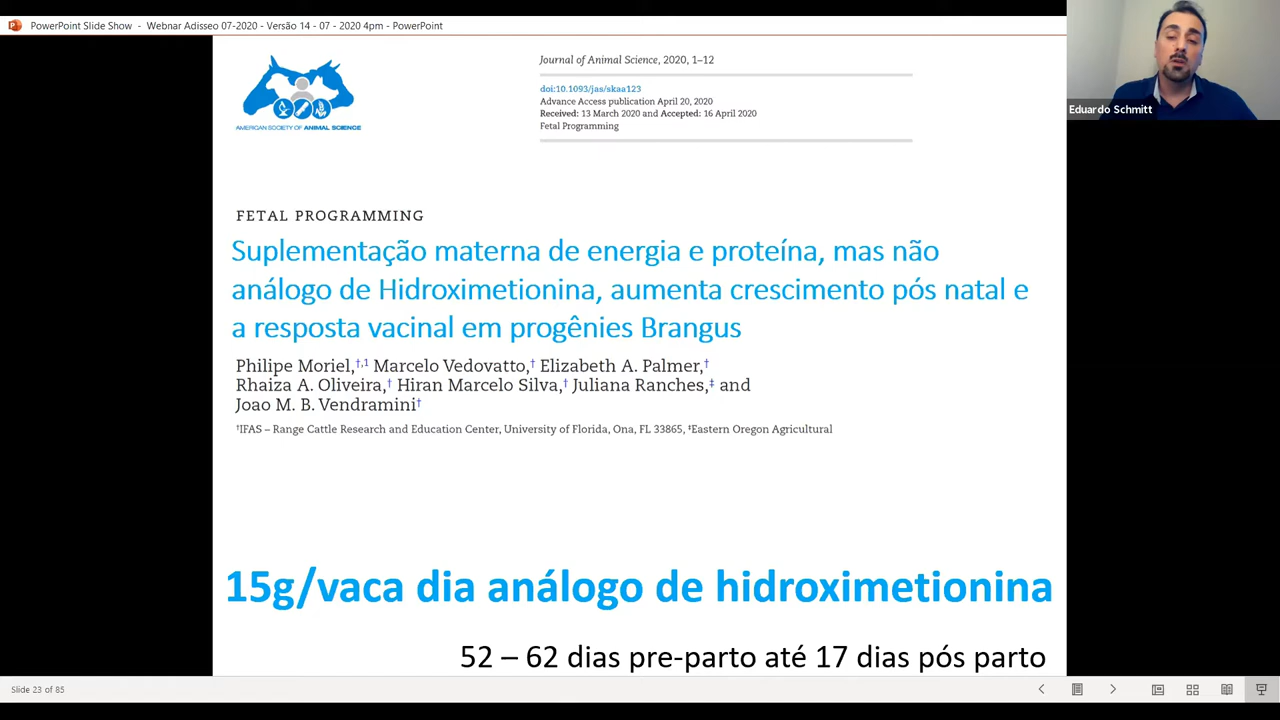 PowerPoint Slide Show - Webnar Adisseo 07-2020 - Versão 14 - 07 - 2020 4pm - PowerPoint
AMERICAN SOCIETY OF ANIMAL SCIENCE
Journal of Animal Science, 2020, 1–12
doi:10.1093/jas/skaa123
Advance Access publication April 20, 2020
Received: 13 March 2020 and Accepted: 16 April 2020
Fetal Programming
Eduardo Schmitt
FETAL PROGRAMMING
Suplementação materna de energia e proteína, mas não
análogo de Hidroximetionina, aumenta crescimento pós natal e
a resposta vacinal em progênies Brangus
Philipe Moriel,†,1 Marcelo Vedovatto,† Elizabeth A. Palmer,†
Rhaiza A. Oliveira,† Hiran Marcelo Silva,† Juliana Ranches,‡ and
Joao M. B. Vendramini†
†IFAS – Range Cattle Research and Education Center, University of Florida, Ona, FL 33865, ‡Eastern Oregon Agricultural
15g/vaca dia análogo de hidroximetionina
52 – 62 dias pre-parto até 17 dias pós parto
Slide 23 of 85